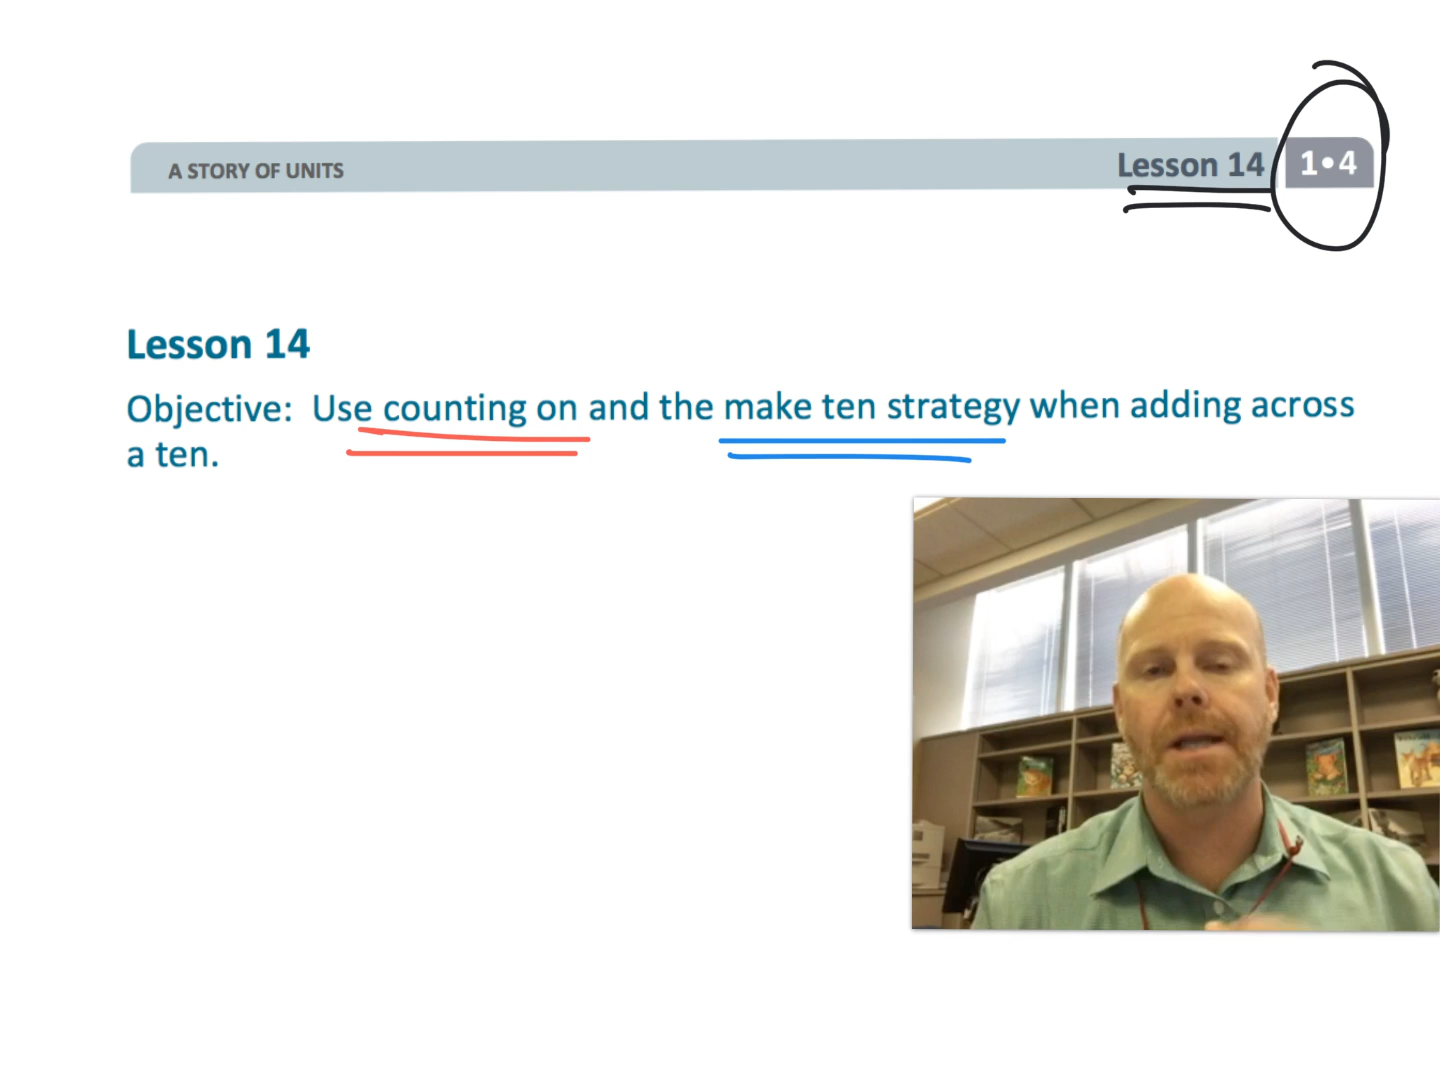 A STORY OF UNITS
Lesson 14
1•4
Lesson 14
Objective: Use counting on and the make ten strategy when adding across
a ten.